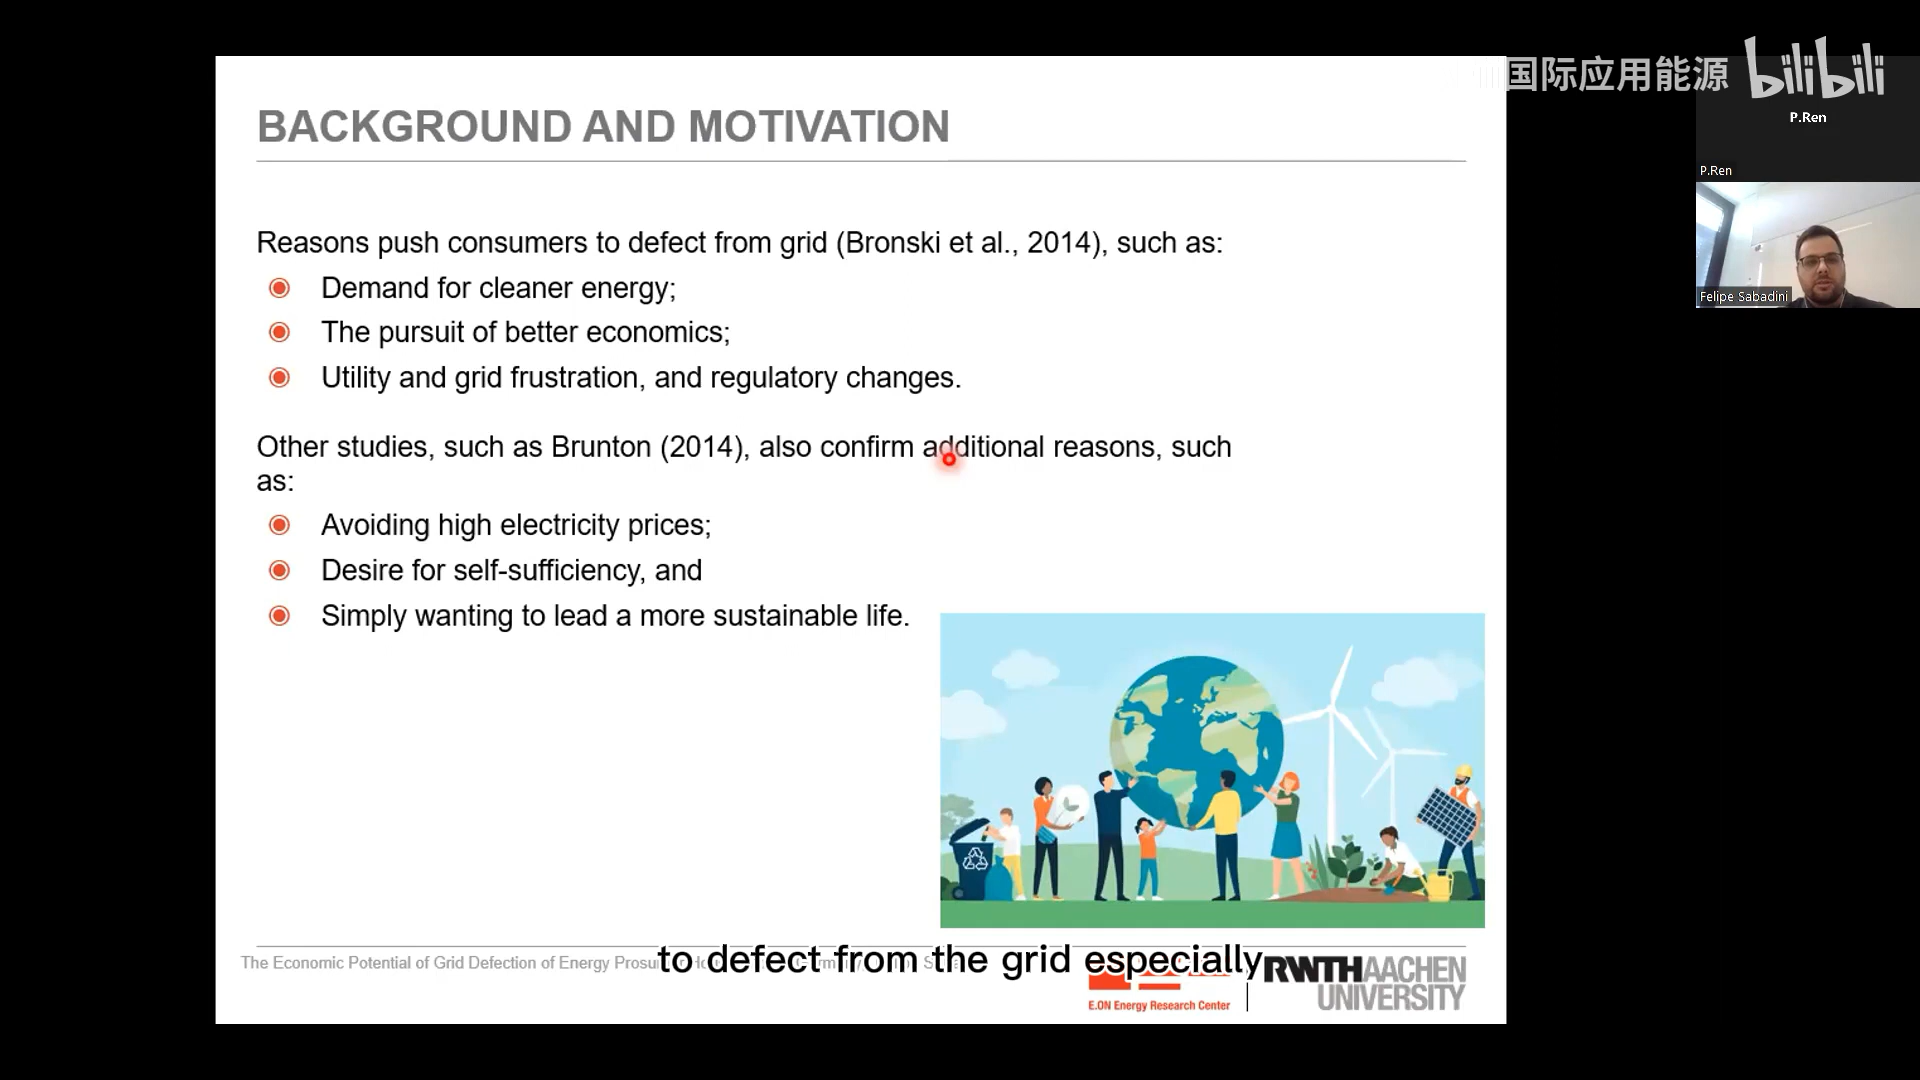 国际应用能源 bilibili
P.Ren
P.Ren
Felipe Sabadini
BACKGROUND AND MOTIVATION
Reasons push consumers to defect from grid (Bronski et al., 2014), such as:
Demand for cleaner energy;
The pursuit of better economics;
Utility and grid frustration, and regulatory changes.
Other studies, such as Brunton (2014), also confirm additional reasons, such
as:
Avoiding high electricity prices;
Desire for self-sufficiency, and
Simply wanting to lead a more sustainable life.
The Economic Potential of Grid Defection of Energy
to defect from the grid especially
E.ON Energy Research Center
RWTH AACHEN
UNIVERSITY